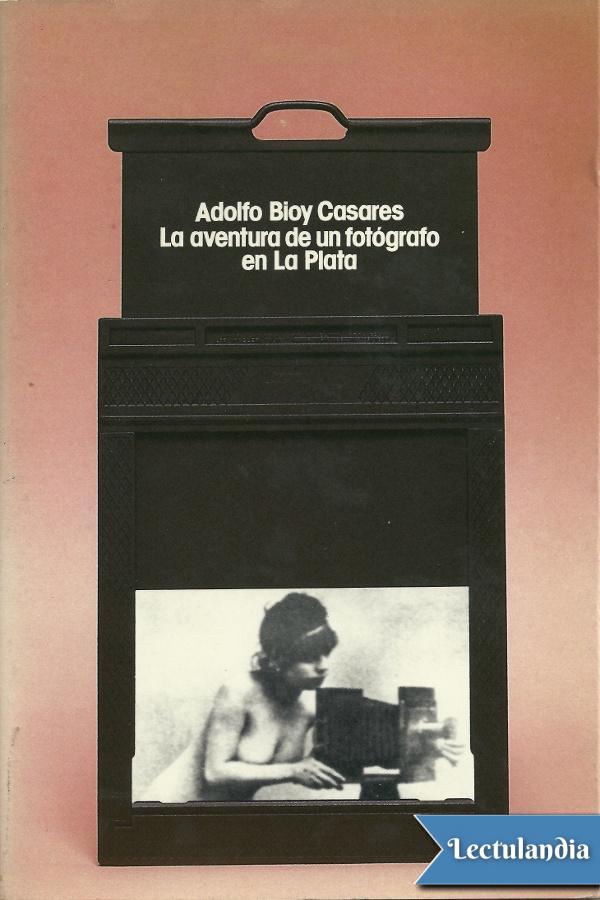 Adolfo Bioy Casares
La aventura de un fotógrafo
en La Plata
Lectulandia